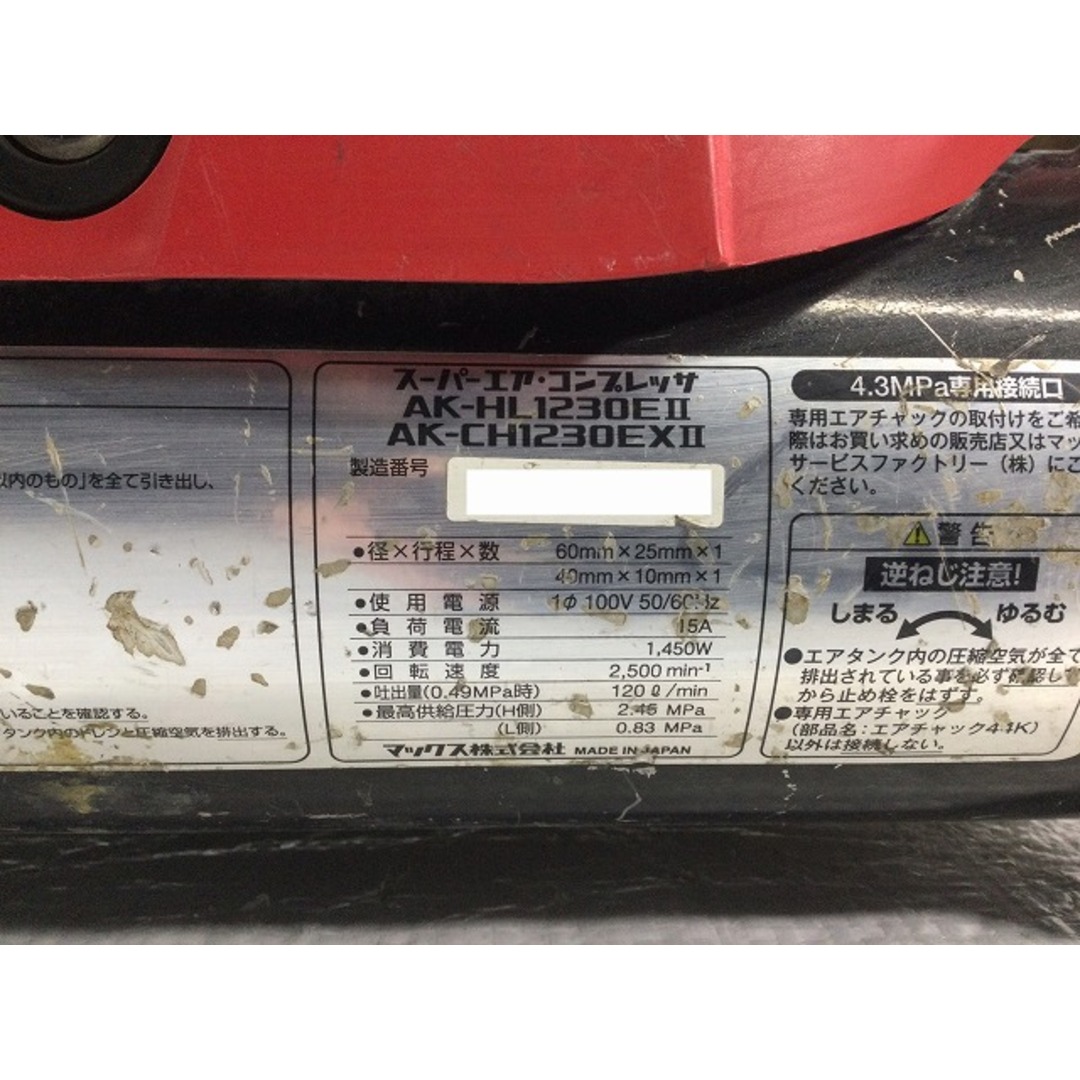 以内のもの」を全て引き出し、
いることを確認する。
タンク内のドレンと圧縮空気を排出する。
スーパーエア・コンプレッサ
AK-HL1230EⅡ
AK-CH1230EXⅡ
製造番号
●径×行程×数 60mm×25mm×1
40mm×10mm×1
●使用電源 1φ 100V 50/60Hz
●負荷電流 15A
●消費電力 1,450W
●回転速度 2,500 min⁻¹
●吐出量(0.49MPa時) 120ℓ/min
●最高供給圧力(H側) 2.45 MPa
(L側) 0.83 MPa
マックス株式会社 MADE IN JAPAN
4.3MPa専用接続口
専用エアチャックの取付けをご希
際はお買い求めの販売店又はマッ
サービスファクトリー(株)にご
ください。
⚠警告
逆ねじ注意!
しまる ゆるむ
●エアタンク内の圧縮空気が全て
排出されている事を必ず確認し
から止め栓をはずす。
●専用エアチャック
(部品名:エアチャック44K)
以外は接続しない。